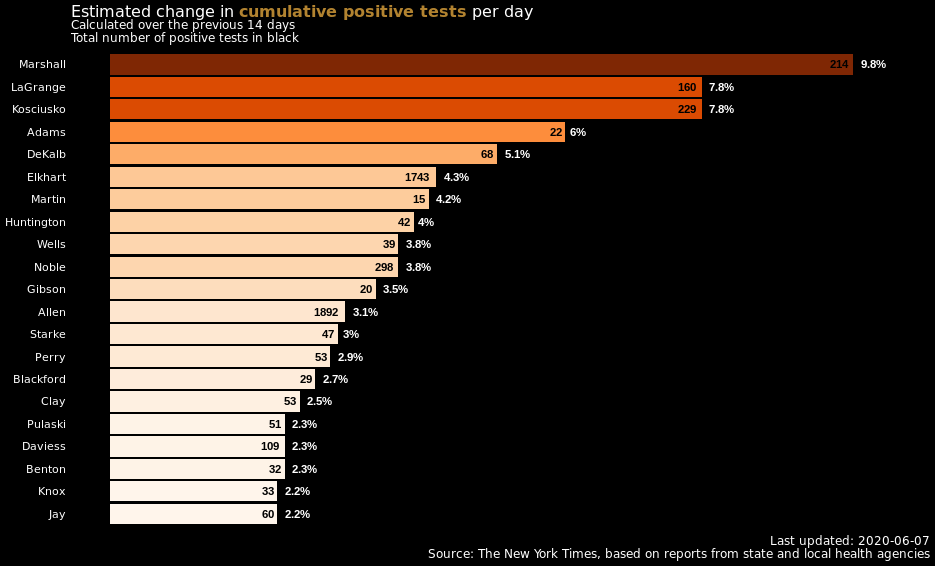 Estimated change in cumulative positive tests per day
Calculated over the previous 14 days
Total number of positive tests in black
Marshall 214 9.8%
LaGrange 160 7.8%
Kosciusko 229 7.8%
Adams 22 6%
DeKalb 68 5.1%
Elkhart 1743 4.3%
Martin 15 4.2%
Huntington 42 4%
Wells 39 3.8%
Noble 298 3.8%
Gibson 20 3.5%
Allen 1892 3.1%
Starke 47 3%
Perry 53 2.9%
Blackford 29 2.7%
Clay 53 2.5%
Pulaski 51 2.3%
Daviess 109 2.3%
Benton 32 2.3%
Knox 33 2.2%
Jay 60 2.2%
Last updated: 2020-06-07
Source: The New York Times, based on reports from state and local health agencies